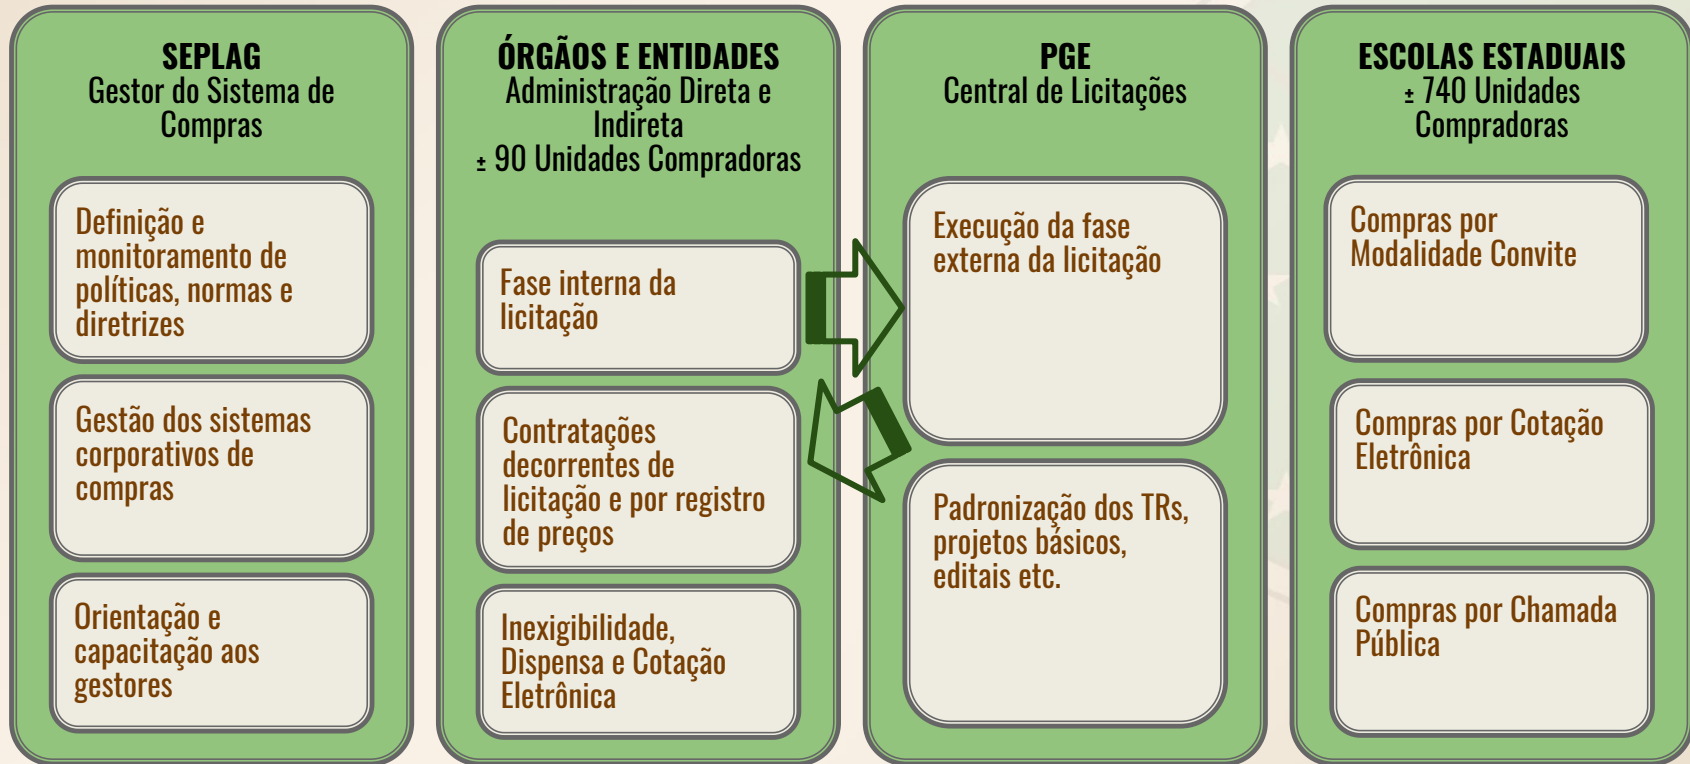 SEPLAG
Gestor do Sistema de
Compras
Definição e
monitoramento de
políticas, normas e
diretrizes
Gestão dos sistemas
corporativos de
compras
Orientação e
capacitação aos
gestores
ÓRGÃOS E ENTIDADES
Administração Direta e
Indireta
± 90 Unidades Compradoras
Fase interna da
licitação
Contratações
decorrentes de
licitação e por registro
de preços
Inexigibilidade,
Dispensa e Cotação
Eletrônica
PGE
Central de Licitações
Execução da fase
externa da licitação
Padronização dos TRs,
projetos básicos,
editais etc.
ESCOLAS ESTADUAIS
± 740 Unidades
Compradoras
Compras por
Modalidade Convite
Compras por Cotação
Eletrônica
Compras por Chamada
Pública